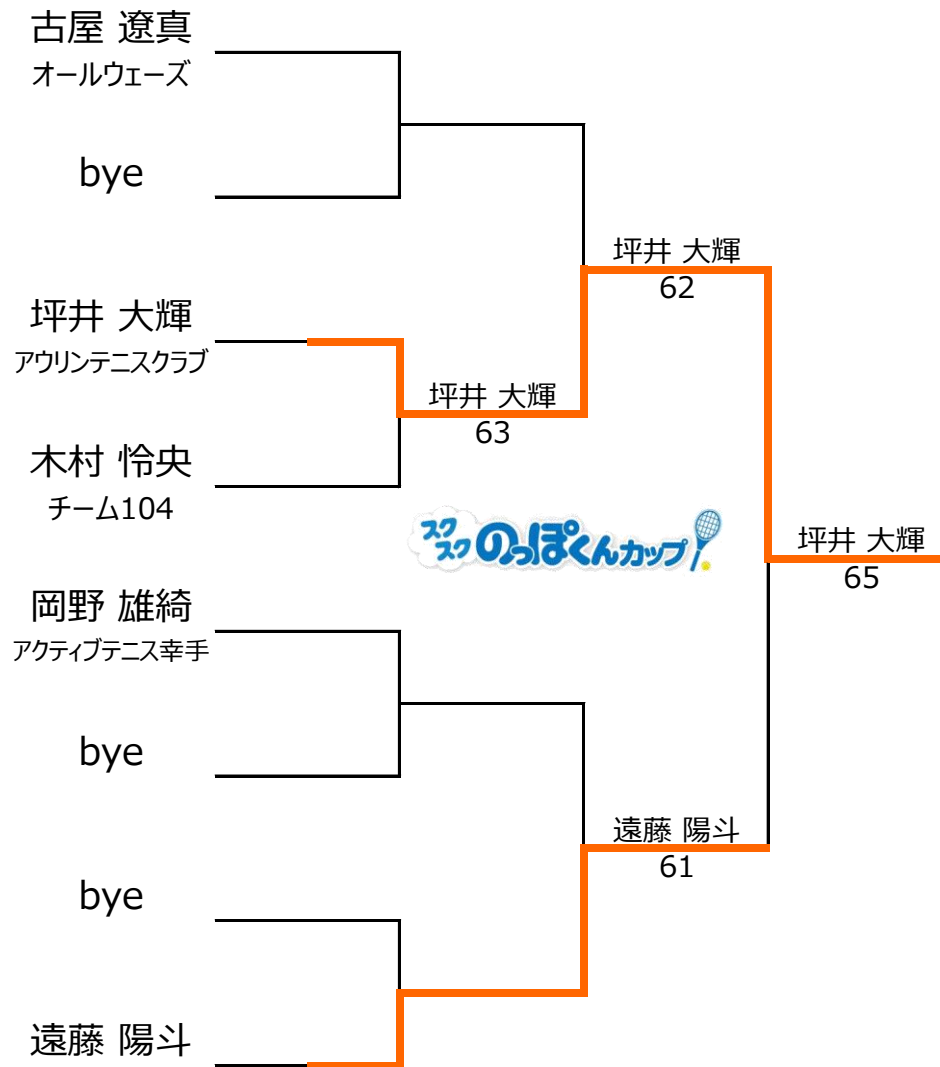 古屋 遼真
オールウェーズ
bye
坪井 大輝
62
坪井 大輝
アウリンテニスクラブ
坪井 大輝
63
木村 怜央
チーム104
スクスクのっぽくんカップ
坪井 大輝
65
岡野 雄綺
アクティブテニス幸手
bye
遠藤 陽斗
61
bye
遠藤 陽斗